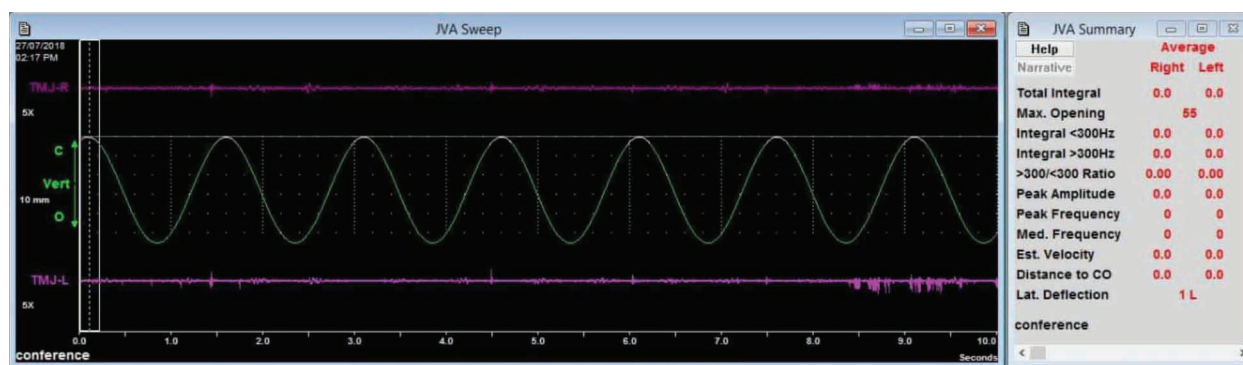 JVA Sweep
27/07/2018
02:17 PM
TMJ-R
5X
C
Vert
10 mm
O
TMJ-L
5X
0.0 1.0 2.0 3.0 4.0 5.0 6.0 7.0 8.0 9.0 10.0
conference Seconds
JVA Summary
Help Average
Narrative Right Left
Total Integral 0.0 0.0
Max. Opening 55
Integral <300Hz 0.0 0.0
Integral >300Hz 0.0 0.0
>300/<300 Ratio 0.00 0.00
Peak Amplitude 0.0 0.0
Peak Frequency 0 0
Med. Frequency 0 0
Est. Velocity 0.0 0.0
Distance to CO 0.0 0.0
Lat. Deflection 1 L
conference